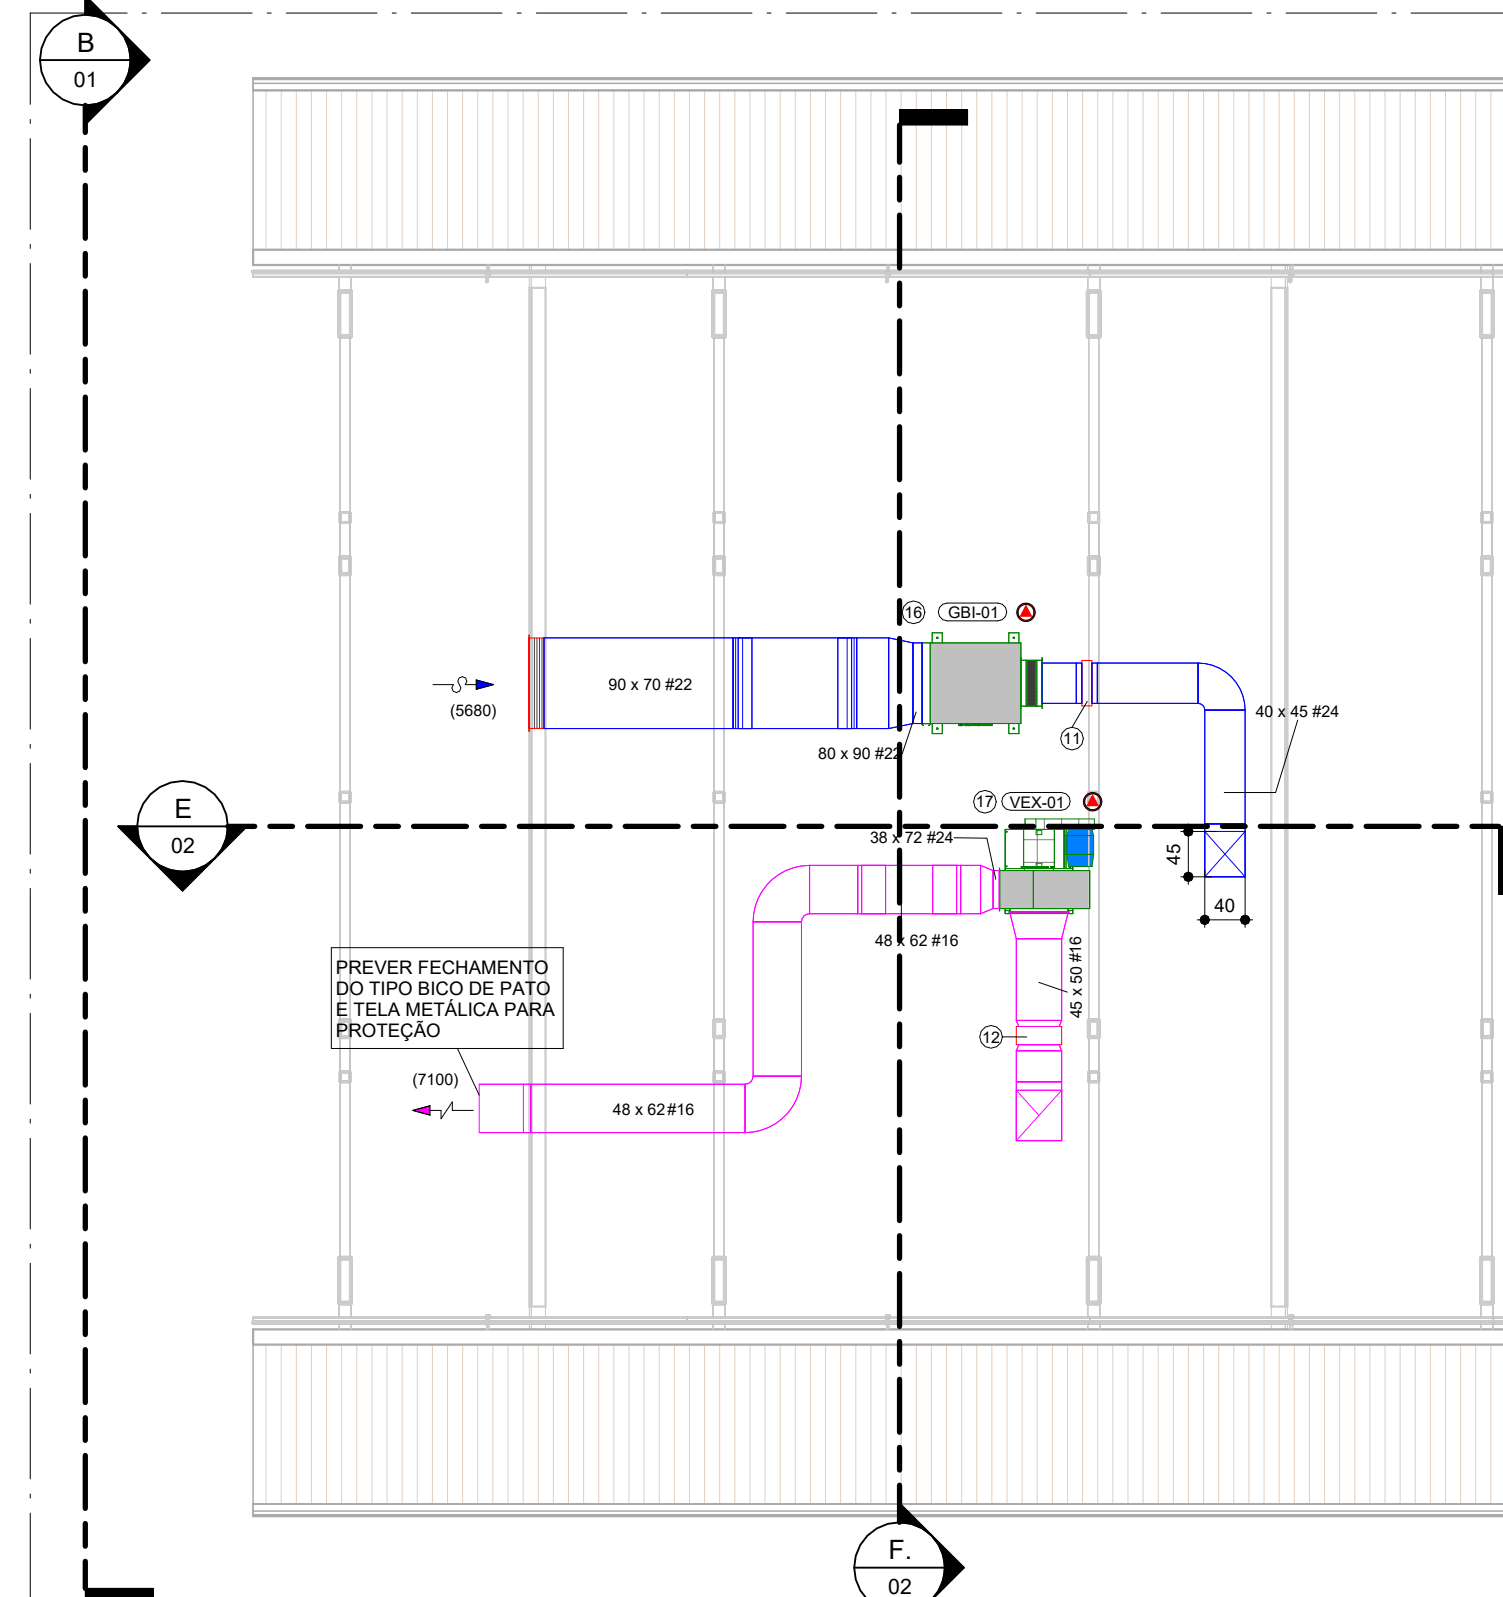 B
01
16
GBI-01
90 x 70 #22
(5680)
40 x 45 #24
11
80 x 90 #22
17
VEX-01
E
02
38 x 72 #24
45
40
48 x 62 #16
45 x 50 #16
PREVER FECHAMENTO
DO TIPO BICO DE PATO
E TELA METÁLICA PARA
PROTEÇÃO
12
(7100)
48 x 62 #16
F.
02